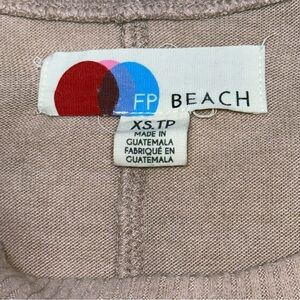 FP BEACH
XS.TP
MADE IN
GUATEMALA
FABRIQUÉ EN
GUATEMALA